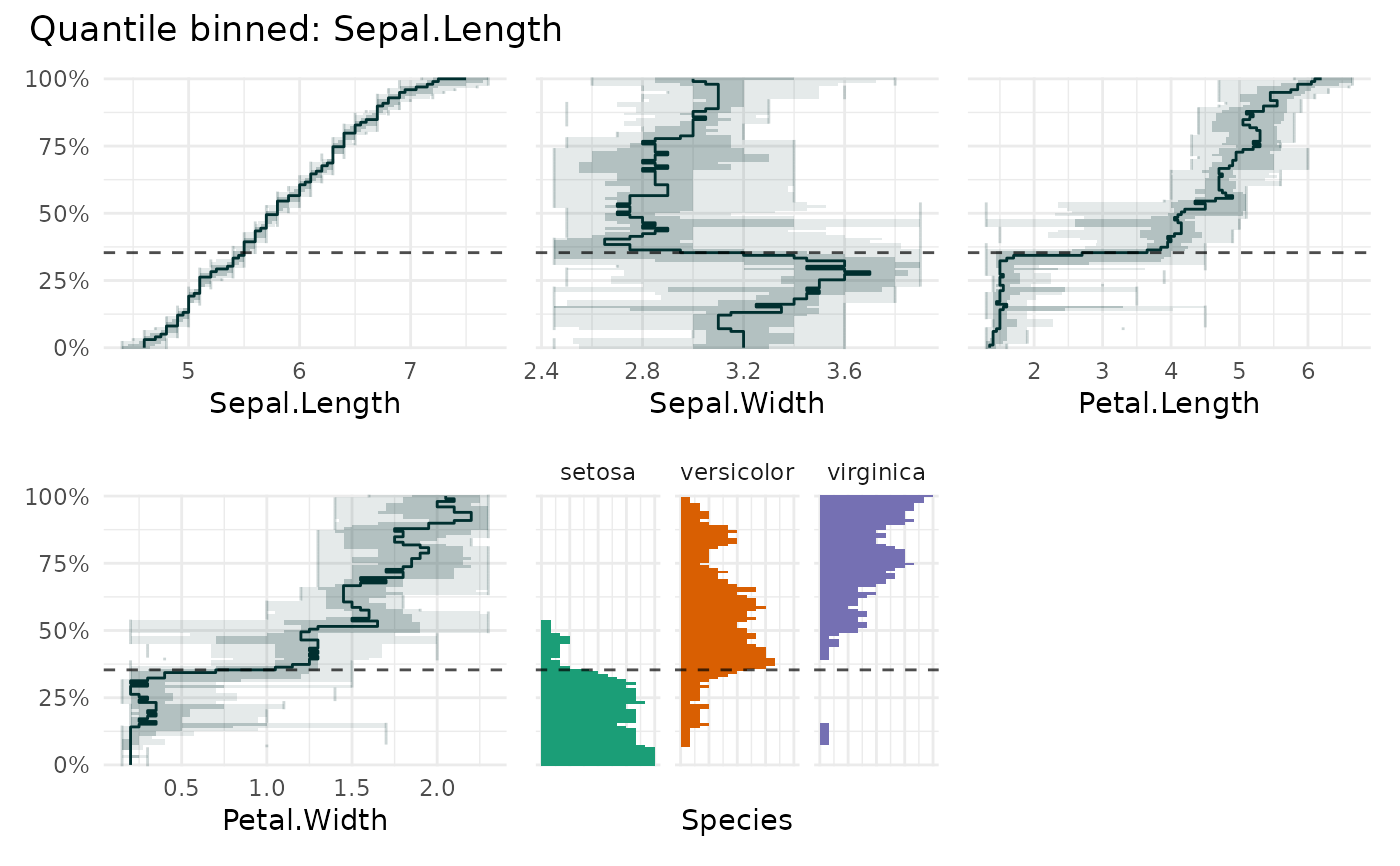 Quantile binned: Sepal.Length
100%
75%
50%
25%
0%
5 6 7
2.4 2.8 3.2 3.6
2 3 4 5 6
Sepal.Length
Sepal.Width
Petal.Length
setosa
versicolor
virginica
100%
75%
50%
25%
0%
0.5 1.0 1.5 2.0
Petal.Width
Species